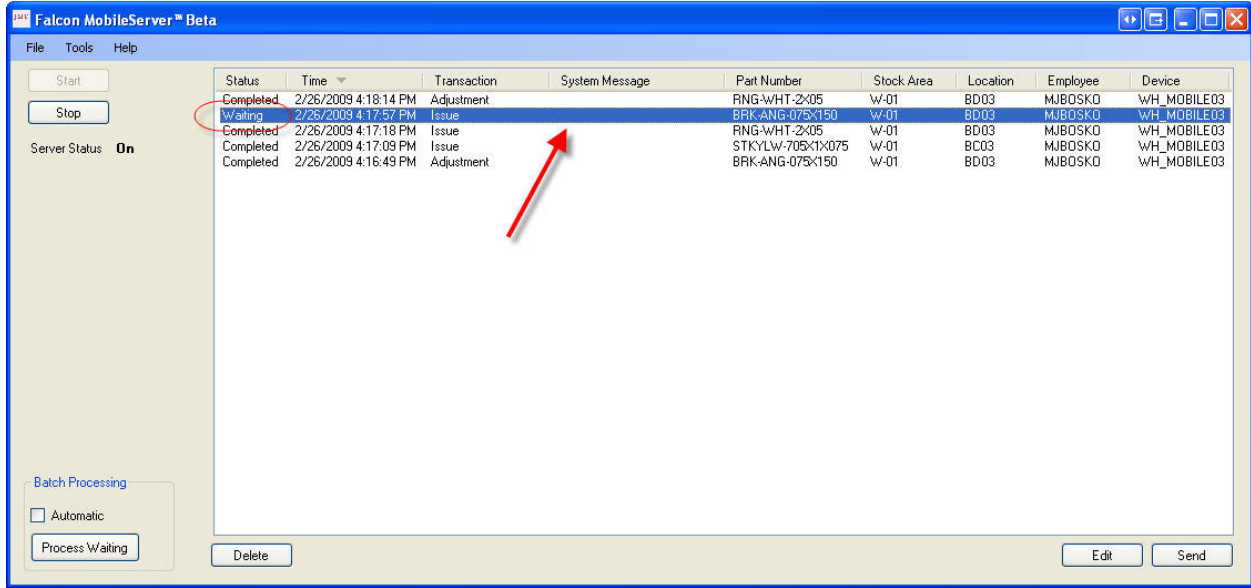 Falcon MobileServer™ Beta
File Tools Help
Start
Stop
Server Status On
Status Time Transaction System Message Part Number Stock Area Location Employee Device
Completed 2/26/2009 4:18:14 PM Adjustment RNG-WHT-2X05 W-01 BD03 MJBOSKO WH_MOBILE03
Waiting 2/26/2009 4:17:57 PM Issue BRK-ANG-075X150 W-01 BD03 MJBOSKO WH_MOBILE03
Completed 2/26/2009 4:17:18 PM Issue RNG-WHT-2X05 W-01 BD03 MJBOSKO WH_MOBILE03
Completed 2/26/2009 4:17:09 PM Issue STKYLW-705X1X075 W-01 BC03 MJBOSKO WH_MOBILE03
Completed 2/26/2009 4:16:49 PM Adjustment BRK-ANG-075X150 W-01 BD03 MJBOSKO WH_MOBILE03
Batch Processing
Automatic
Process Waiting
Delete Edit Send